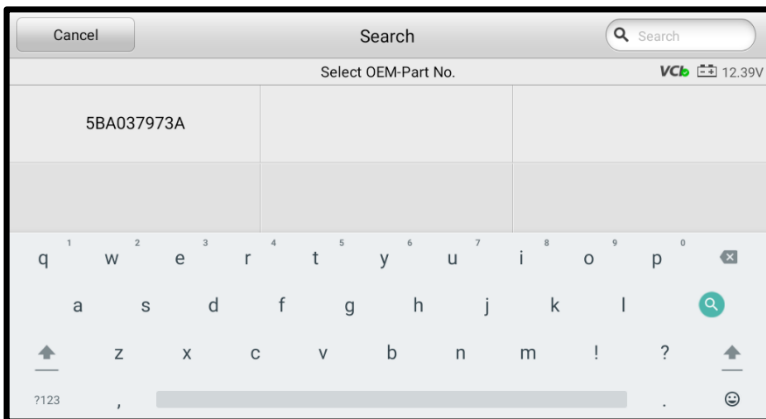 Cancel Search Search
Select OEM-Part No. VCI 12.39V
5BA037973A
1 2 3 4 5 6 7 8 9 0
q w e r t y u i o p
a s d f g h j k l
z x c v b n m ! ?
?123 , .